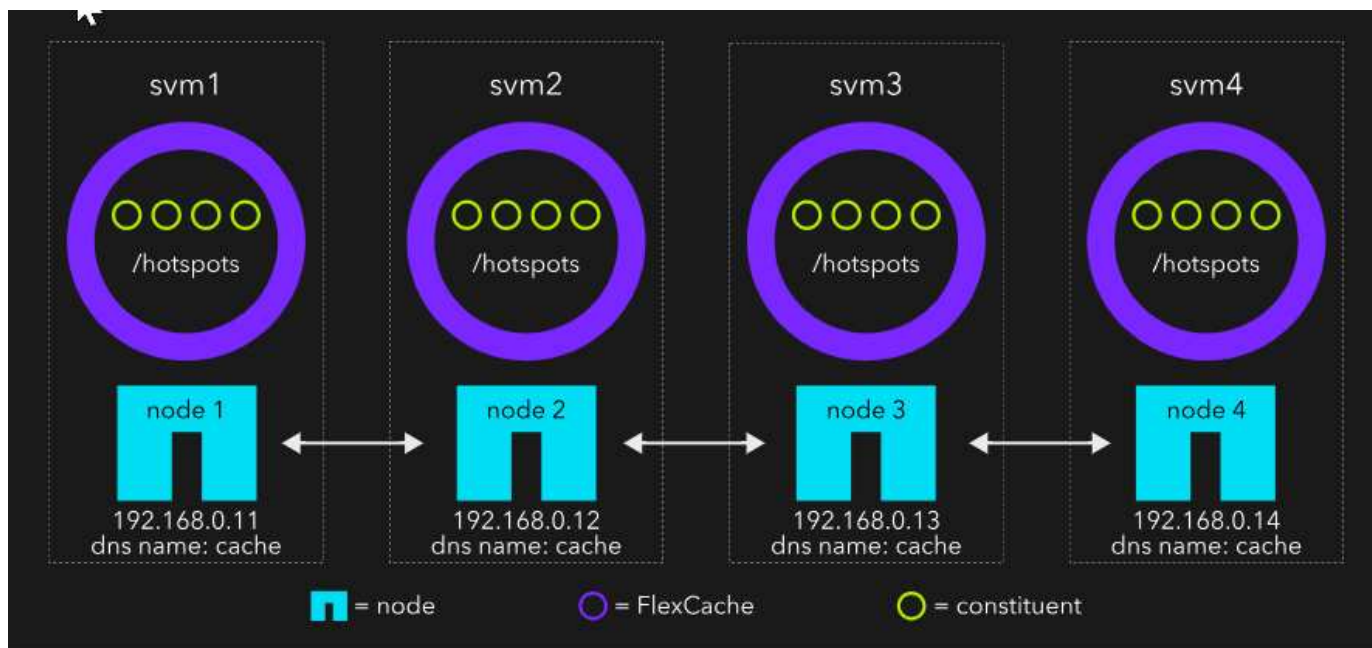 svm1
svm2
svm3
svm4
/hotspots
/hotspots
/hotspots
/hotspots
node 1
node 2
node 3
node 4
192.168.0.11
dns name: cache
192.168.0.12
dns name: cache
192.168.0.13
dns name: cache
192.168.0.14
dns name: cache
= node
= FlexCache
= constituent